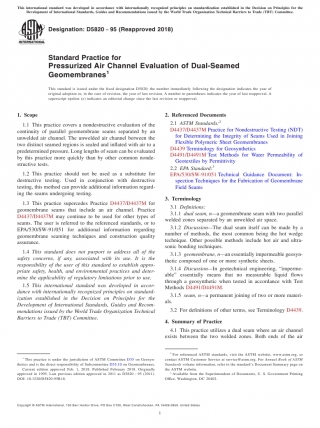 This international standard was developed in accordance with internationally recognized principles on standardization established in the Decision on Principles for the
Development of International Standards, Guides and Recommendations issued by the World Trade Organization Technical Barriers to Trade (TBT) Committee.
INTERNATIONAL
Designation: D5820 − 95 (Reapproved 2018)
Standard Practice for
Pressurized Air Channel Evaluation of Dual-Seamed
Geomembranes1
This standard is issued under the fixed designation D5820; the number immediately following the designation indicates the year of
original adoption or, in the case of revision, the year of last revision. A number in parentheses indicates the year of last reapproval. A
superscript epsilon (ε) indicates an editorial change since the last revision or reapproval.
1. Scope
1.1 This practice covers a nondestructive evaluation of the
continuity of parallel geomembrane seams separated by an
unwelded air channel. The unwelded air channel between the
two distinct seamed regions is sealed and inflated with air to a
predetermined pressure. Long lengths of seam can be evaluated
by this practice more quickly than by other common nonde-
structive tests.
1.2 This practice should not be used as a substitute for
destructive testing. Used in conjunction with destructive
testing, this method can provide additional information regard-
ing the seams undergoing testing.
1.3 This practice supercedes Practice D4437/D4437M for
geomembrane seams that include an air channel. Practice
D4437/D4437M may continue to be used for other types of
seams. The user is referred to the referenced standards, or to
EPA/530/SW-91/051 for additional information regarding
geomembrane seaming techniques and construction quality
assurance.
1.4 This standard does not purport to address all of the
safety concerns, if any, associated with its use. It is the
responsibility of the user of this standard to establish appro-
priate safety, health, and environmental practices and deter-
mine the applicability of regulatory limitations prior to use.
1.5 This international standard was developed in accor-
dance with internationally recognized principles on standard-
ization established in the Decision on Principles for the
Development of International Standards, Guides and Recom-
mendations issued by the World Trade Organization Technical
Barriers to Trade (TBT) Committee.
1 This practice is under the jurisdiction of ASTM Committee D35 on Geosyn-
thetics and is the direct responsibility of Subcommittee D35.10 on Geomembranes.
Current edition approved Feb. 1, 2018. Published February 2018. Originally
approved in 1995. Last previous edition approved in 2011 as D5820 – 95 (2011).
DOI: 10.1520/D5820-95R18.
2. Referenced Documents
2.1 ASTM Standards:2
D4437/D4437M Practice for Nondestructive Testing (NDT)
for Determining the Integrity of Seams Used in Joining
Flexible Polymeric Sheet Geomembranes
D4439 Terminology for Geosynthetics
D4491/D4491M Test Methods for Water Permeability of
Geotextiles by Permittivity
2.2 EPA Standard:3
EPA/530/SW-91/051 Technical Guidance Document: In-
spection Techniques for the Fabrication of Geomembrane
Field Seams
3. Terminology
3.1 Definitions:
3.1.1 dual seam, n—a geomembrane seam with two parallel
welded zones separated by an unwelded air space.
3.1.2 Discussion—The dual seam itself can be made by a
number of methods, the most common being the hot wedge
technique. Other possible methods include hot air and ultra-
sonic bonding techniques.
3.1.3 geomembrane, n—an essentially impermeable geosyn-
thetic composed of one or more synthetic sheets.
3.1.4 Discussion—In geotechnical engineering, “imperme-
able” essentially means that no measurable liquid flows
through a geosynthetic when tested in accordance with Test
Methods D4491/D4491M.
3.1.5 seam, n—a permanent joining of two or more materi-
als.
3.2 For definitions of other terms, see Terminology D4439.
4. Summary of Practice
4.1 This practice utilizes a dual seam where an air channel
exists between the two welded zones. Both ends of the air
2 For referenced ASTM standards, visit the ASTM website, www.astm.org, or
contact ASTM Customer Service at service@astm.org. For Annual Book of ASTM
Standards volume information, refer to the standard's Document Summary page on
the ASTM website.
3 Available from the Superintendent of Documents, U. S. Government Printing
Office, Washington, DC 20402.
Copyright © ASTM International, 100 Barr Harbor Drive, PO Box C700, West Conshohocken, PA 19428-2959. United States
1